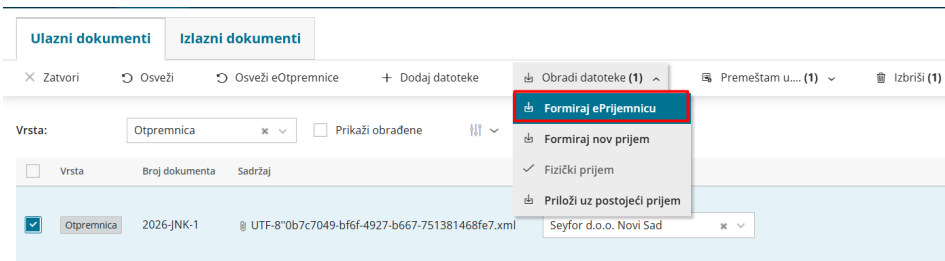 Ulazni dokumenti Izlazni dokumenti
Zatvori Osveži Osveži eOtpremnice + Dodaj datoteke Obradi datoteke (1) Premeštam u.... (1) Izbriši (1)
Formiraj ePrijemnicu
Vrsta: Otpremnica Prikaži obrađene
Formiraj nov prijem
Vrsta Broj dokumenta Sadržaj
Fizički prijem
Priloži uz postojeći prijem
Otpremnica 2026-JNK-1 UTF-8''0b7c7049-bf6f-4927-b667-751381468fe7.xml Seyfor d.o.o. Novi Sad